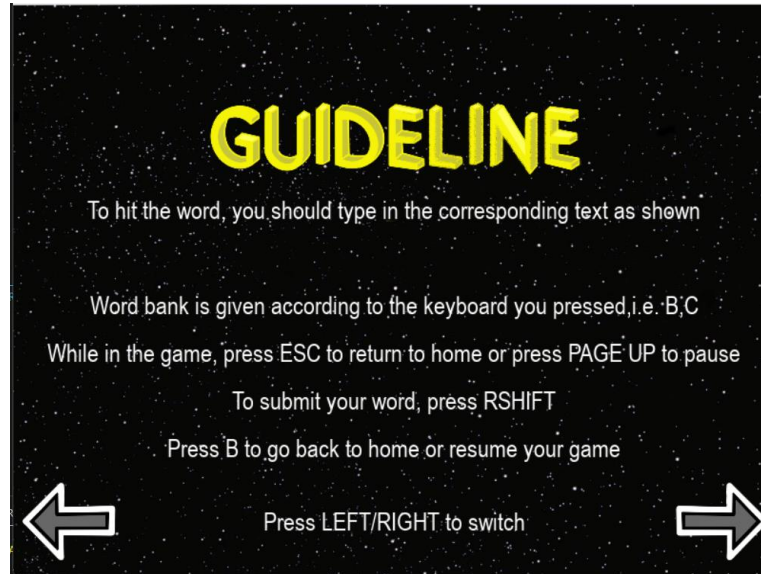 GUIDELINE
To hit the word, you should type in the corresponding text as shown
Word bank is given according to the keyboard you pressed,i.e. B,C
While in the game, press ESC to return to home or press PAGE UP to pause
To submit your word, press RSHIFT
Press B to go back to home or resume your game
Press LEFT/RIGHT to switch